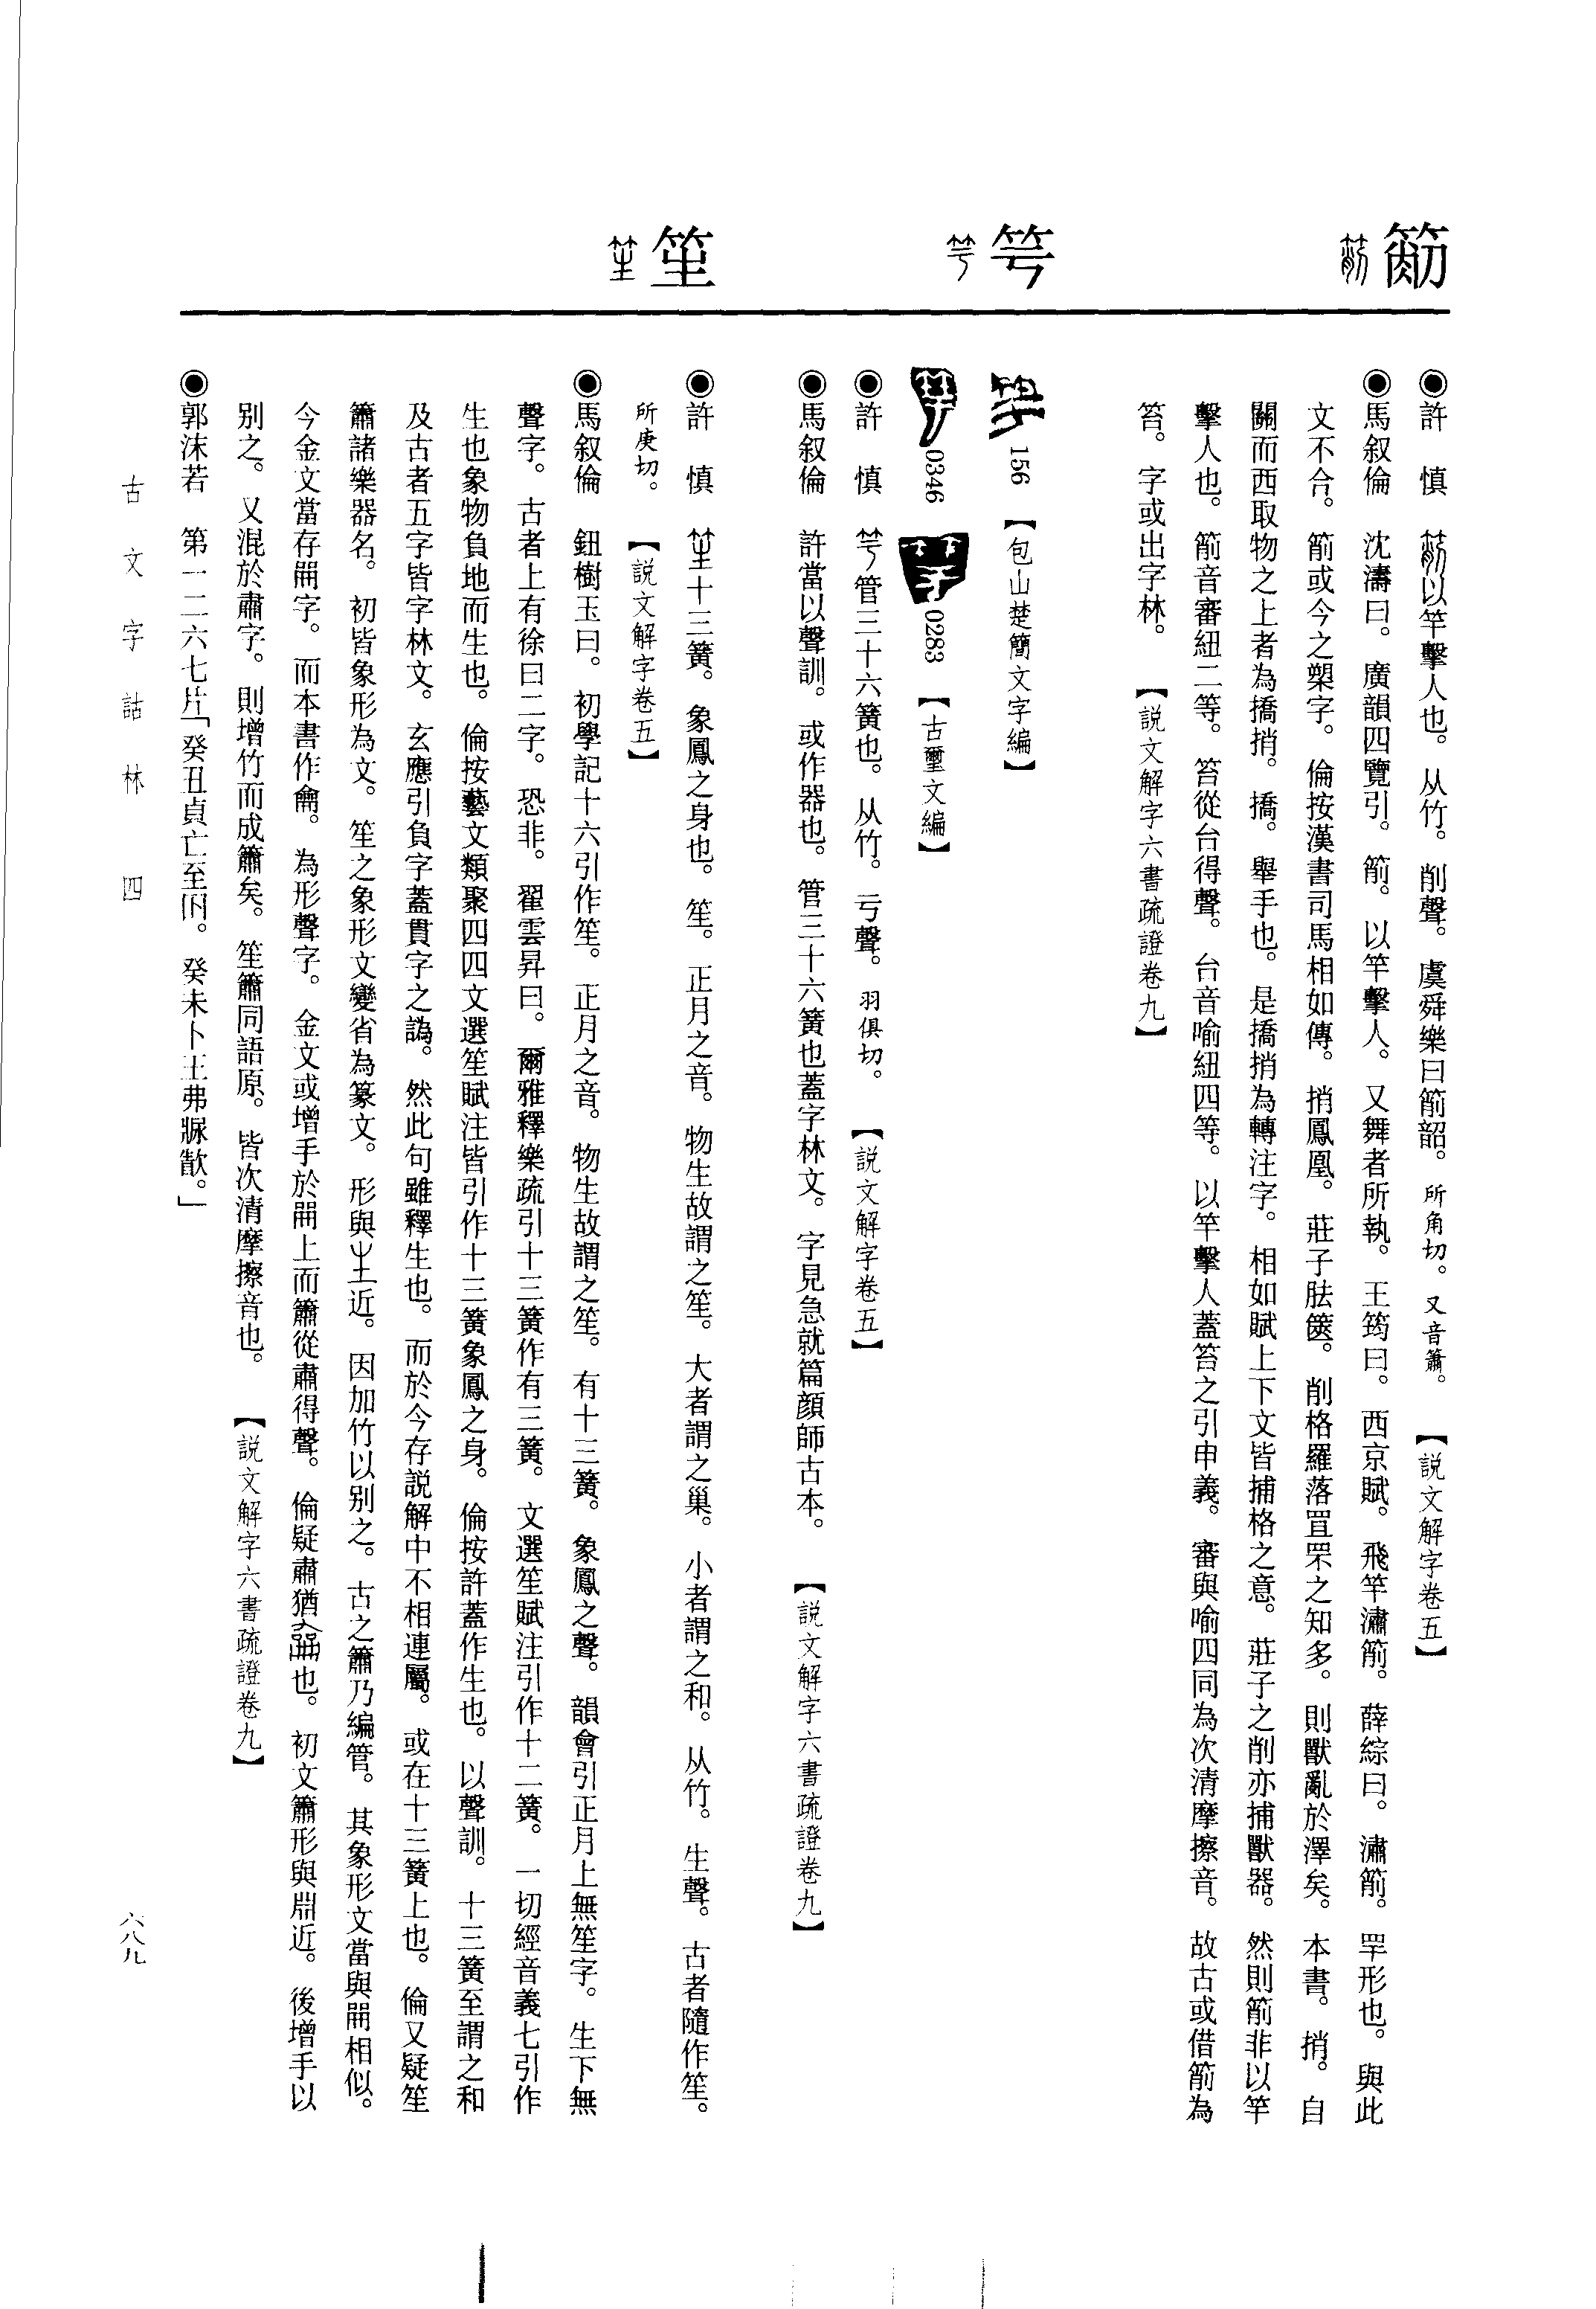 箾
◉許　慎　以竿擊人也。从竹。削聲。虞舜樂曰箾韶。所角切。又音簫。【説文解字卷五】
◉馬叙倫　沈濤曰。廣韻四覽引。箾。以竿擊人。又舞者所執。王筠曰。西京賦。飛竿㴋箾。薛綜曰。㴋箾。罕形也。與此
文不合。箾或今之槊字。倫按漢書司馬相如傳。捎鳳凰。莊子胠篋。削格羅落罝罘之知多。則獸亂於澤矣。本書。捎。自
關而西取物之上者為撟捎。撟。舉手也。是撟捎為轉注字。相如賦上下文皆捕格之意。莊子之削亦捕獸器。然則箾非以竿
擊人也。箾音審紐二等。笞從台得聲。台音喻紐四等。以竿擊人蓋笞之引申義。審與喻四同為次清摩擦音。故古或借箾為
笞。字或出字林。【説文解字六書疏證卷九】
竽
156【包山楚簡文字編】
0346　0283【古璽文編】
◉許　慎　管三十六簧也。从竹。亏聲。羽俱切。【説文解字卷五】
◉馬叙倫　許當以聲訓。或作器也。管三十六簧也蓋字林文。字見急就篇顔師古本。【説文解字六書疏證卷九】
笙
◉許　慎　十三簧。象鳳之身也。笙。正月之音。物生故謂之笙。大者謂之巢。小者謂之和。从竹。生聲。古者隨作笙。
所庚切。【説文解字卷五】
◉馬叙倫　鈕樹玉曰。初學記十六引作笙。正月之音。物生故謂之笙。有十三簧。象鳳之聲。韻會引正月上無笙字。生下無
聲字。古者上有徐曰二字。恐非。翟雲昇曰。爾雅釋樂疏引十三簧作有三簧。文選笙賦注引作十二簧。一切經音義七引作
生也象物負地而生也。倫按藝文類聚四四文選笙賦注皆引作十三簧象鳳之身。倫按許蓋作生也。以聲訓。十三簧至謂之和
及古者五字皆字林文。玄應引負字蓋貫字之譌。然此句雖釋生也。而於今存説解中不相連屬。或在十三簧上也。倫又疑笙
簫諸樂器名。初皆象形為文。笙之象形文變省為篆文。形與近。因加竹以别之。古之簫乃編管。其象形文當與相似。
今金文當存字。而本書作龠。為形聲字。金文或增手於上而簫從肅得聲。倫疑肅猶也。初文簫形與近。後增手以
别之。又混於肅字。則增竹而成簫矣。笙簫同語原。皆次清摩擦音也。【説文解字六書疏證卷九】
◉郭沫若　第一二六七片「癸丑貞亡至𡆥。癸未卜王弗㾓㪔。」
古文字詁林　四
六八九